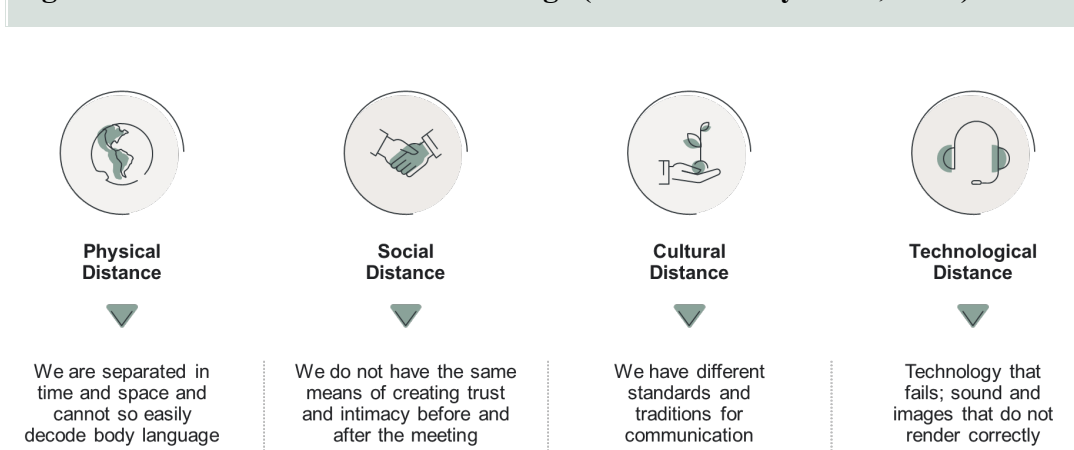 Physical
Distance
We are separated in
time and space and
cannot so easily
decode body language
Social
Distance
We do not have the same
means of creating trust
and intimacy before and
after the meeting
Cultural
Distance
We have different
standards and
traditions for
communication
Technological
Distance
Technology that
fails; sound and
images that do not
render correctly